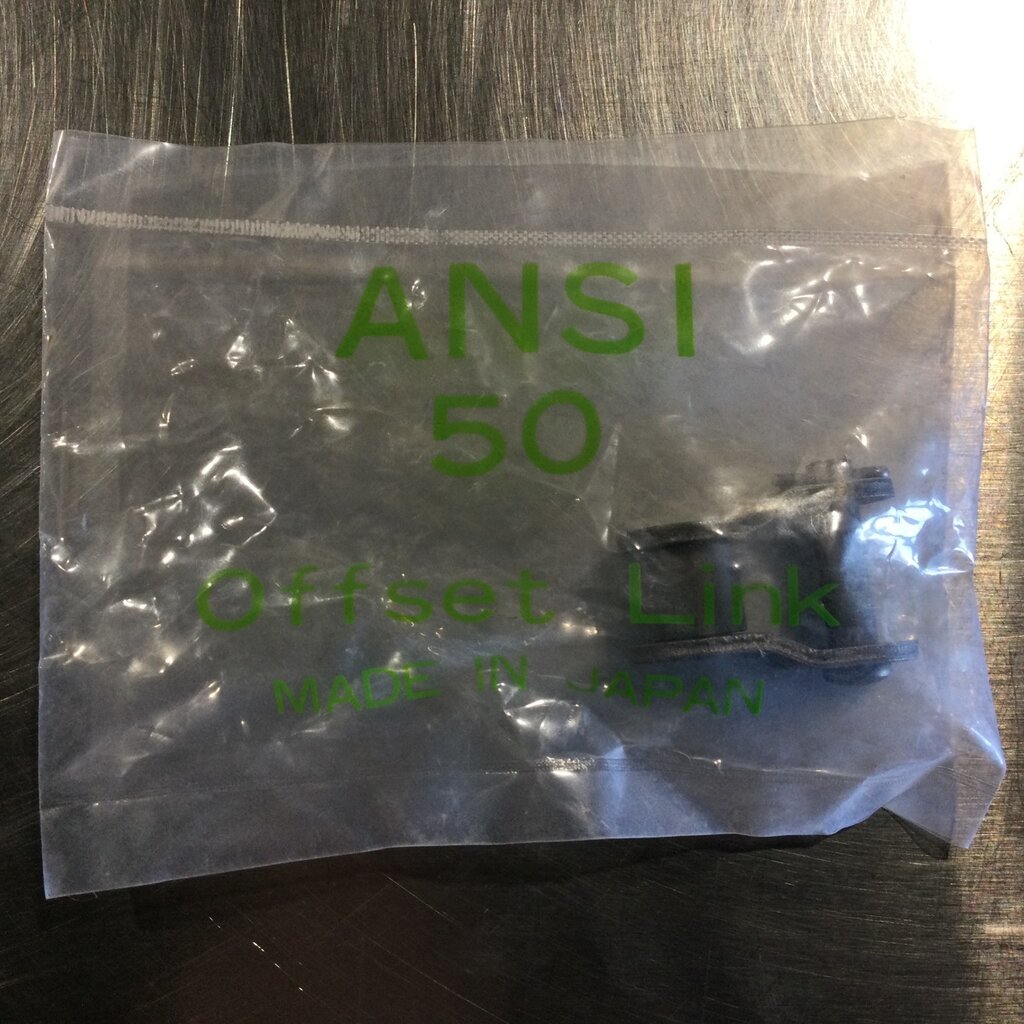 ANSI
50
Offset Link
MADE IN JAPAN